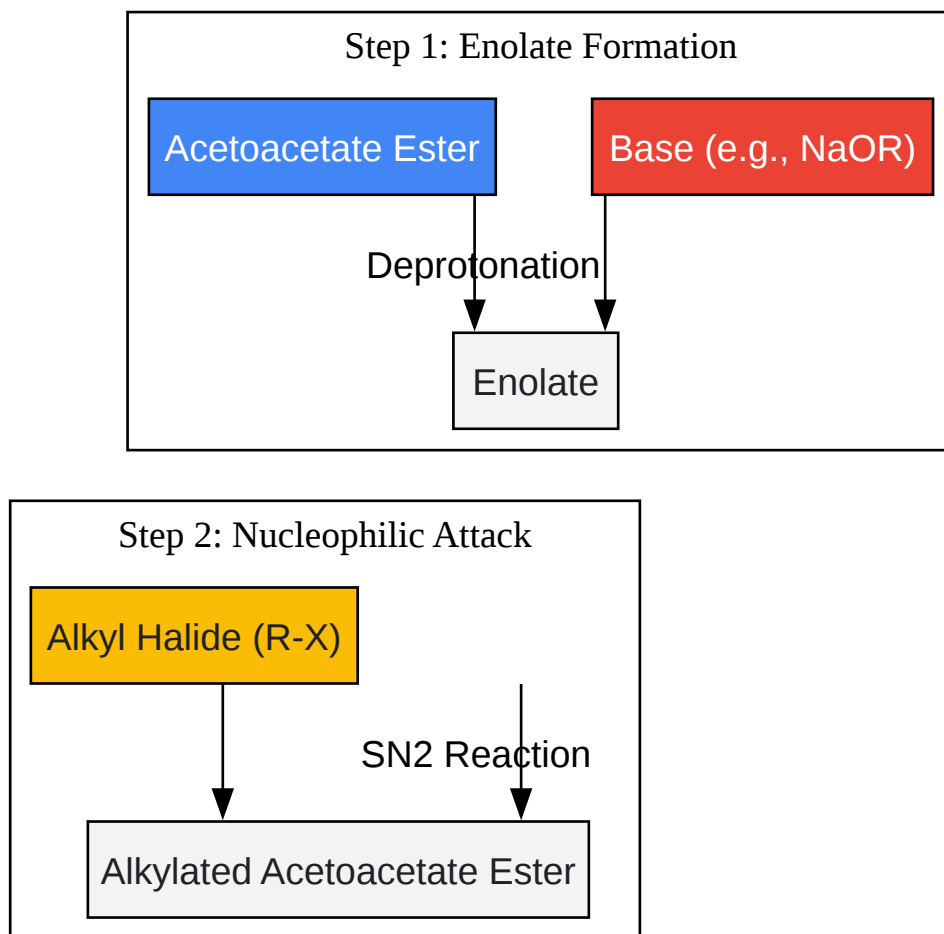 Step 1: Enolate Formation
Acetoacetate Ester
Base (e.g., NaOR)
Deprotonation
Enolate
Step 2: Nucleophilic Attack
Alkyl Halide (R-X)
SN2 Reaction
Alkylated Acetoacetate Ester